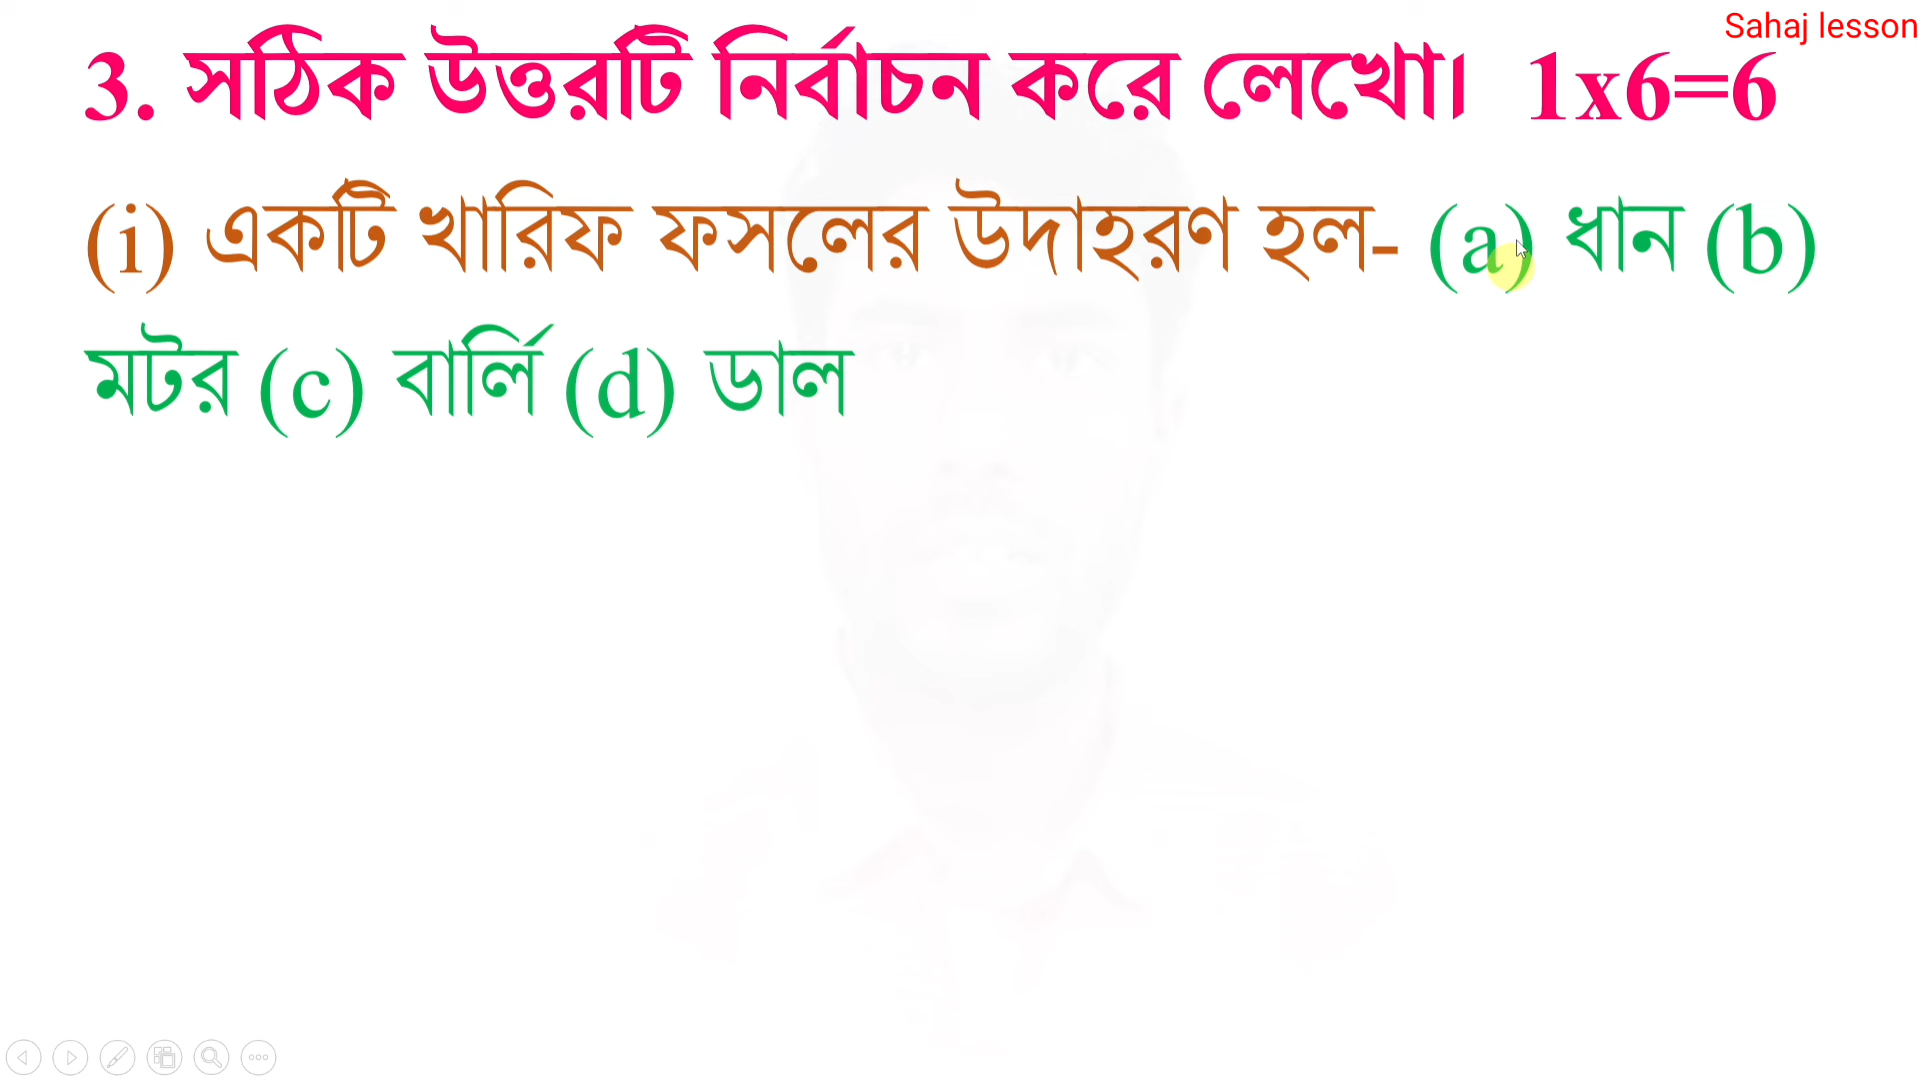 Sahaj lesson
3. সঠিক উত্তরটি নির্বাচন করে লেখো। 1x6=6
(i) একটি খারিফ ফসলের উদাহরণ হল- (a) ধান (b)
মটর (c) বার্লি (d) ডাল